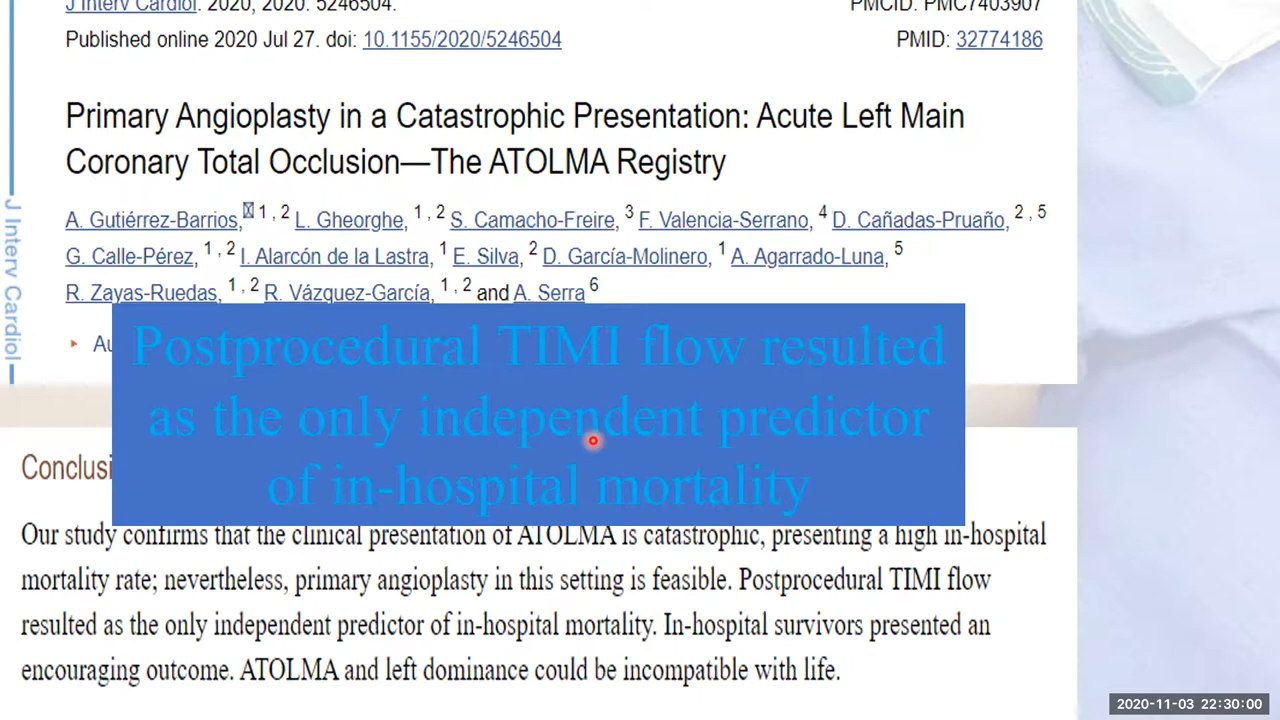 J Interv Cardiol. 2020; 2020: 5246504.
PMCID: PMC7403907
Published online 2020 Jul 27. doi: 10.1155/2020/5246504
PMID: 32774186
Primary Angioplasty in a Catastrophic Presentation: Acute Left Main
Coronary Total Occlusion—The ATOLMA Registry
J Interv Cardiol
A. Gutiérrez-Barrios, 1 , 2 L. Gheorghe, 1 , 2 S. Camacho-Freire, 3 F. Valencia-Serrano, 4 D. Cañadas-Pruaño, 2 , 5
G. Calle-Pérez, 1 , 2 I. Alarcón de la Lastra, 1 E. Silva, 2 D. García-Molinero, 1 A. Agarrado-Luna, 5
R. Zayas-Ruedas, 1 , 2 R. Vázquez-García, 1 , 2 and A. Serra 6
Postprocedural TIMI flow resulted
as the only independent predictor
of in-hospital mortality
Our study confirms that the clinical presentation of ATOLMA is catastrophic, presenting a high in-hospital
mortality rate; nevertheless, primary angioplasty in this setting is feasible. Postprocedural TIMI flow
resulted as the only independent predictor of in-hospital mortality. In-hospital survivors presented an
encouraging outcome. ATOLMA and left dominance could be incompatible with life.
2020-11-03 22:30:00